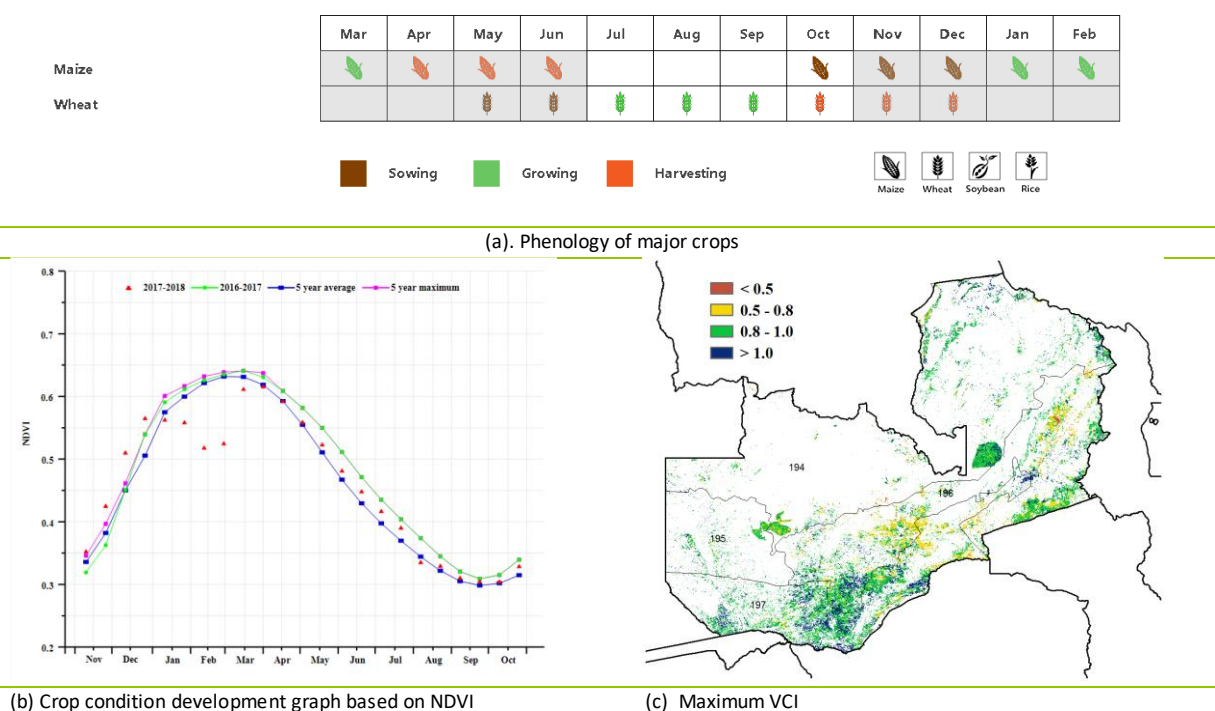 Mar Apr May Jun Jul Aug Sep Oct Nov Dec Jan Feb
Maize
Wheat
Sowing Growing Harvesting
Maize Wheat Soybean Rice
(a). Phenology of major crops
0.8
2017-2018 2016-2017 5 year average 5 year maximum
0.7
0.6
0.5
NDVI
0.4
0.3
0.2
Nov Dec Jan Feb Mar Apr May Jun Jul Aug Sep Oct
< 0.5
0.5 - 0.8
0.8 - 1.0
> 1.0
194
196
195
197
(b) Crop condition development graph based on NDVI
(c) Maximum VCI